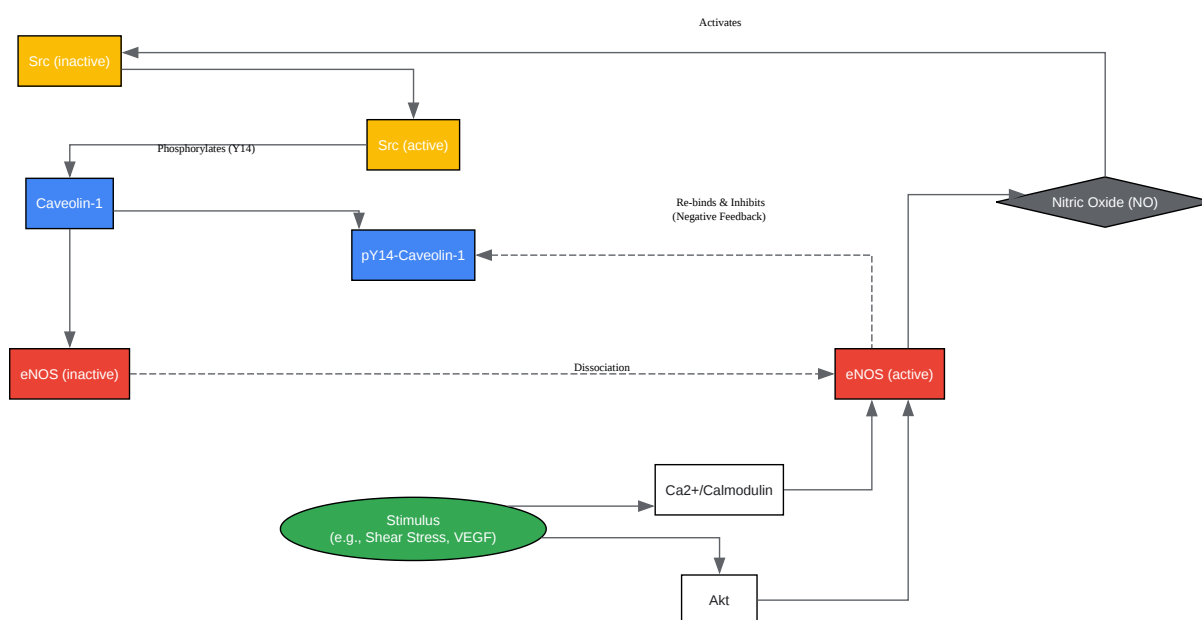 Activates
Src (inactive)
Src (active)
Phosphorylates (Y14)
Caveolin-1
Re-binds & Inhibits
(Negative Feedback)
Nitric Oxide (NO)
pY14-Caveolin-1
Dissociation
eNOS (inactive)
eNOS (active)
Ca2+/Calmodulin
Stimulus
(e.g., Shear Stress, VEGF)
Akt